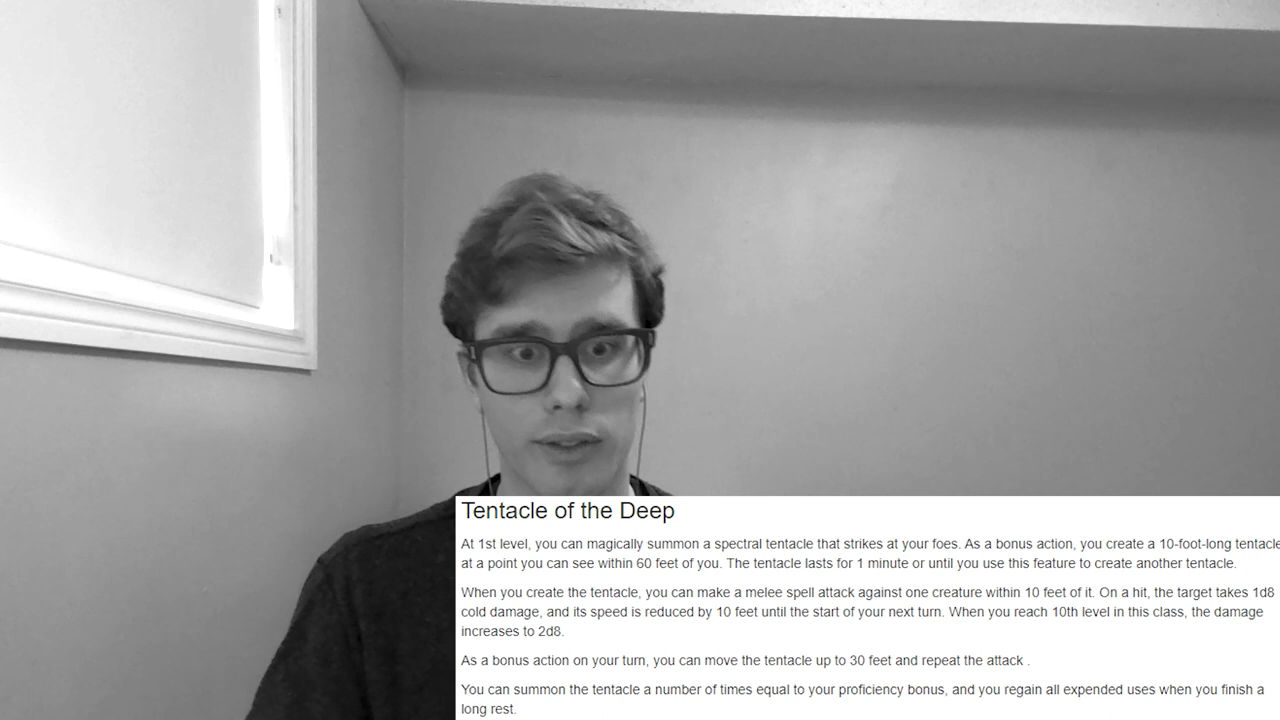 Tentacle of the Deep
At 1st level, you can magically summon a spectral tentacle that strikes at your foes. As a bonus action, you create a 10-foot-long tentacle
at a point you can see within 60 feet of you. The tentacle lasts for 1 minute or until you use this feature to create another tentacle.
When you create the tentacle, you can make a melee spell attack against one creature within 10 feet of it. On a hit, the target takes 1d8
cold damage, and its speed is reduced by 10 feet until the start of your next turn. When you reach 10th level in this class, the damage
increases to 2d8.
As a bonus action on your turn, you can move the tentacle up to 30 feet and repeat the attack .
You can summon the tentacle a number of times equal to your proficiency bonus, and you regain all expended uses when you finish a
long rest.